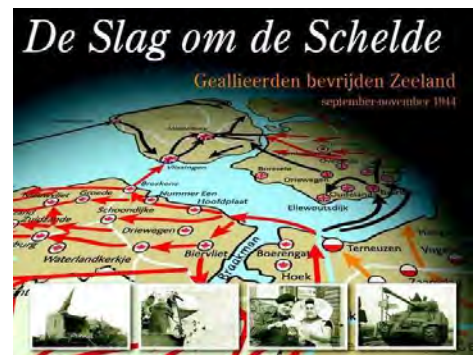 De Slag om de Schelde
Geallieerden bevrijden Zeeland
september-november 1944
Vlissingen
Borssele
Driewegen
Ellewoutsdijk
Breskens
Groede
Nummer Een
Hoofdplaat
Schoondijke
Driewegen
Biervliet
Waterlandkerkje
Braakman
Boerengat
Hoek
Terneuzen